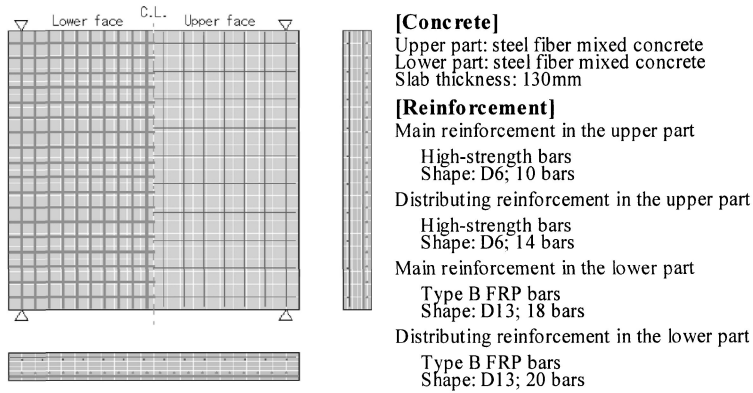 C.L.
Lower face
Upper face
[Concrete]
Upper part: steel fiber mixed concrete
Lower part: steel fiber mixed concrete
Slab thickness: 130mm
[Reinforcement]
Main reinforcement in the upper part
High-strength bars
Shape: D6; 10 bars
Distributing reinforcement in the upper part
High-strength bars
Shape: D6; 14 bars
Main reinforcement in the lower part
Type B FRP bars
Shape: D13; 18 bars
Distributing reinforcement in the lower part
Type B FRP bars
Shape: D13; 20 bars